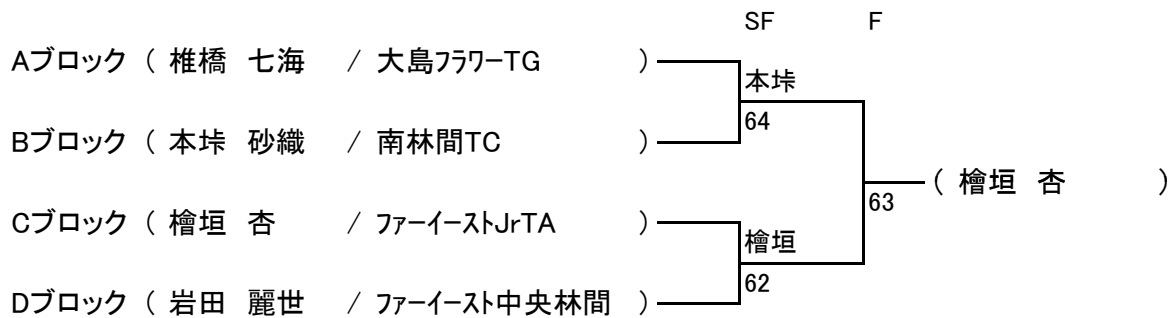 SF F
Aブロック ( 椎橋 七海 / 大島フラワーTG )
本垰
64
Bブロック ( 本垰 砂織 / 南林間TC )
( 檜垣 杏 )
63
Cブロック ( 檜垣 杏 / ファーイーストJrTA )
檜垣
62
Dブロック ( 岩田 麗世 / ファーイースト中央林間 )